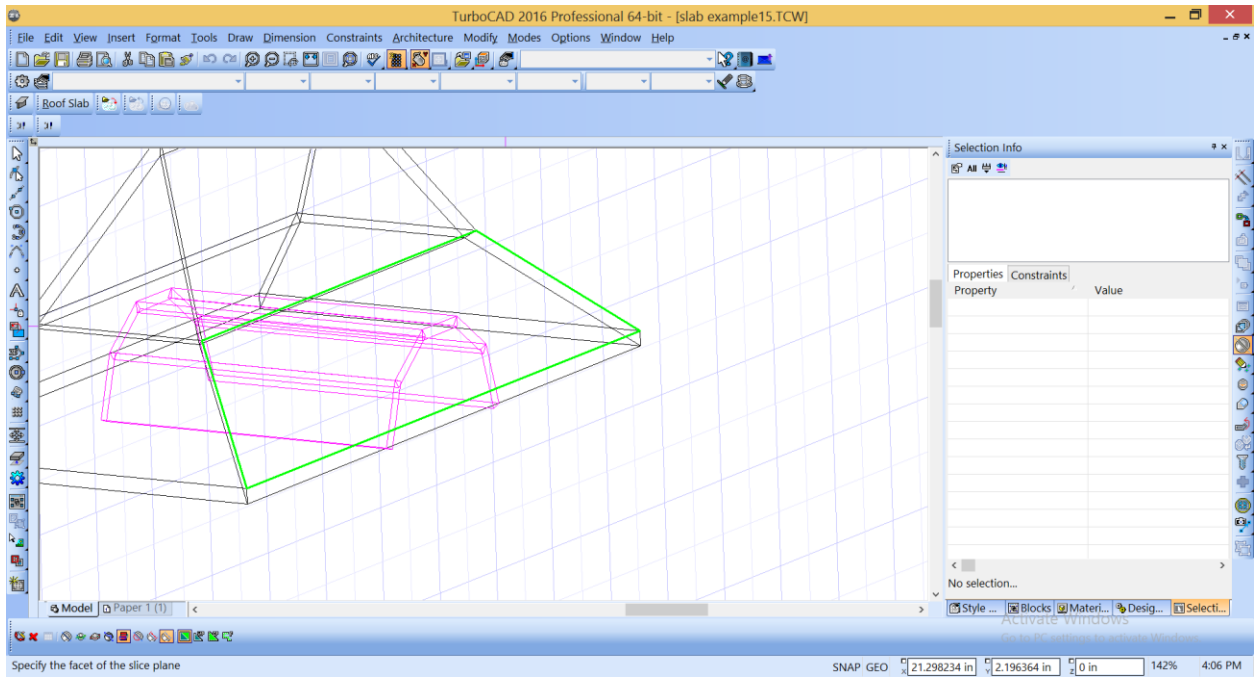 TurboCAD 2016 Professional 64-bit - [slab example15.TCW]
File Edit View Insert Format Tools Draw Dimension Constraints Architecture Modify Modes Options Window Help
Roof Slab
Selection Info
All
Properties Constraints
Property Value
No selection...
Model Paper 1 (1)
Style ... Blocks Materi... Desig... Selecti...
Activate Windows
Go to PC settings to activate Windows.
Specify the facet of the slice plane
SNAP GEO X 21.298234 in Y 2.196364 in Z 0 in 142% 4:06 PM